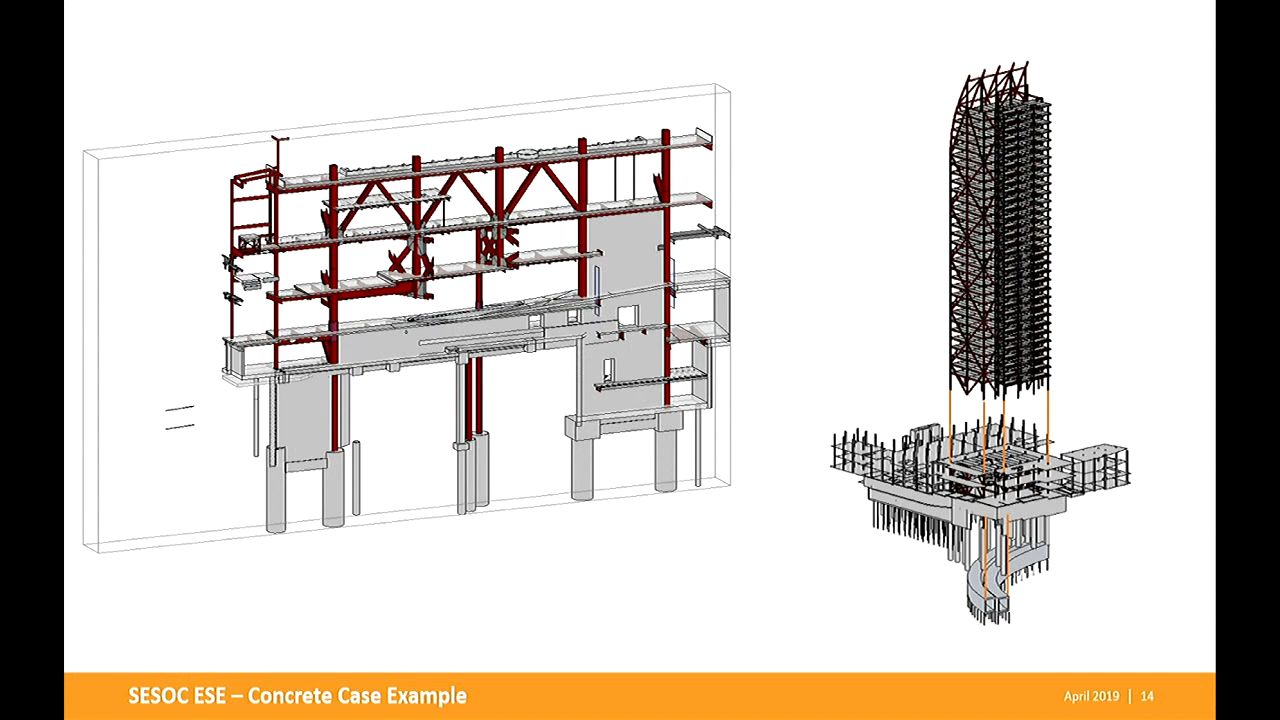 SESOC ESE – Concrete Case Example
April 2019 | 14